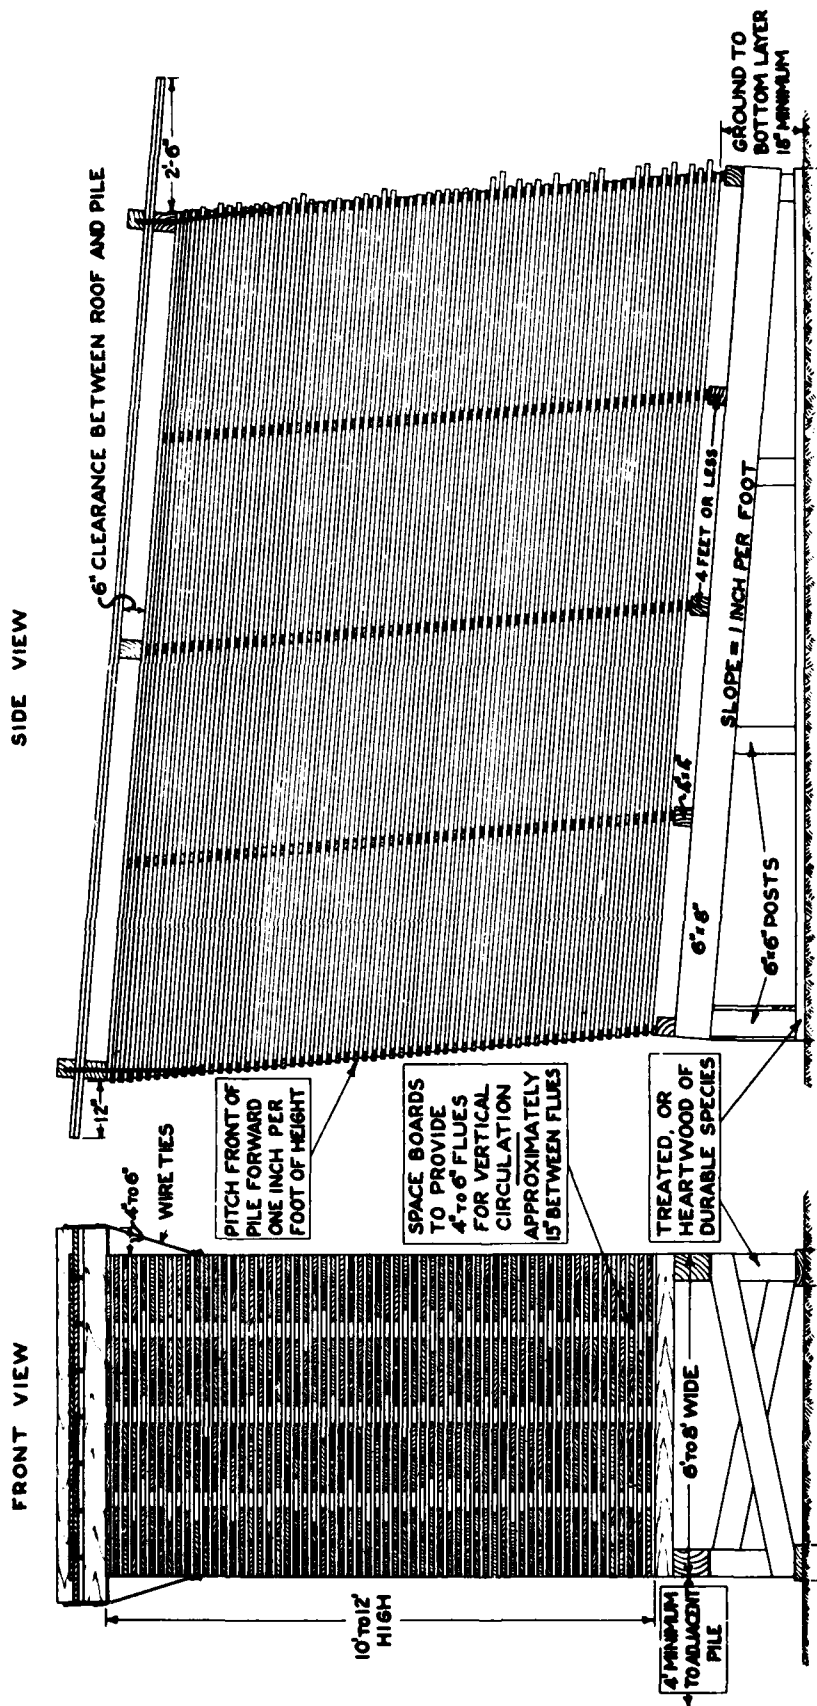 FRONT VIEW
SIDE VIEW
4" TO 6"
WIRE TIES
10' TO 12'
HIGH
4' MINIMUM
TO ADJACENT
PILE
6' TO 8' WIDE
PITCH FRONT OF
PILE FORWARD
ONE INCH PER
FOOT OF HEIGHT
SPACE BOARDS
TO PROVIDE
4" TO 6" FLUES
FOR VERTICAL
CIRCULATION
APPROXIMATELY
15" BETWEEN FLUES
TREATED, OR
HEARTWOOD OF
DURABLE SPECIES
12"
6" CLEARANCE BETWEEN ROOF AND PILE
2'-6"
6"x8"
4 FEET OR LESS
SLOPE = 1 INCH PER FOOT
6"x6" POSTS
GROUND TO
BOTTOM LAYER
18" MINIMUM